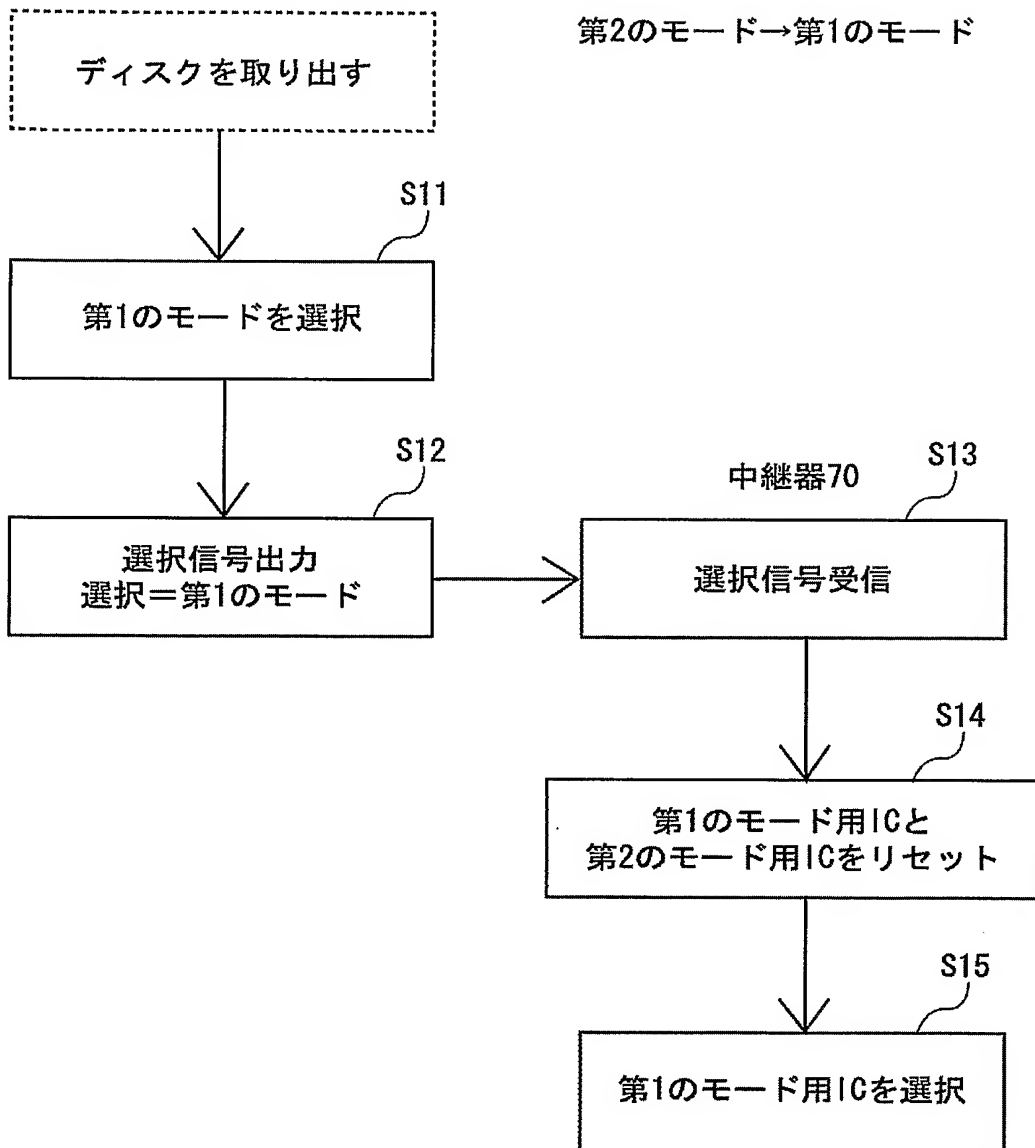 第2のモード→第1のモード
ディスクを取り出す
S11
第1のモードを選択
S12
選択信号出力
選択＝第1のモード
中継器70
S13
選択信号受信
S14
第1のモード用ICと
第2のモード用ICをリセット
S15
第1のモード用ICを選択